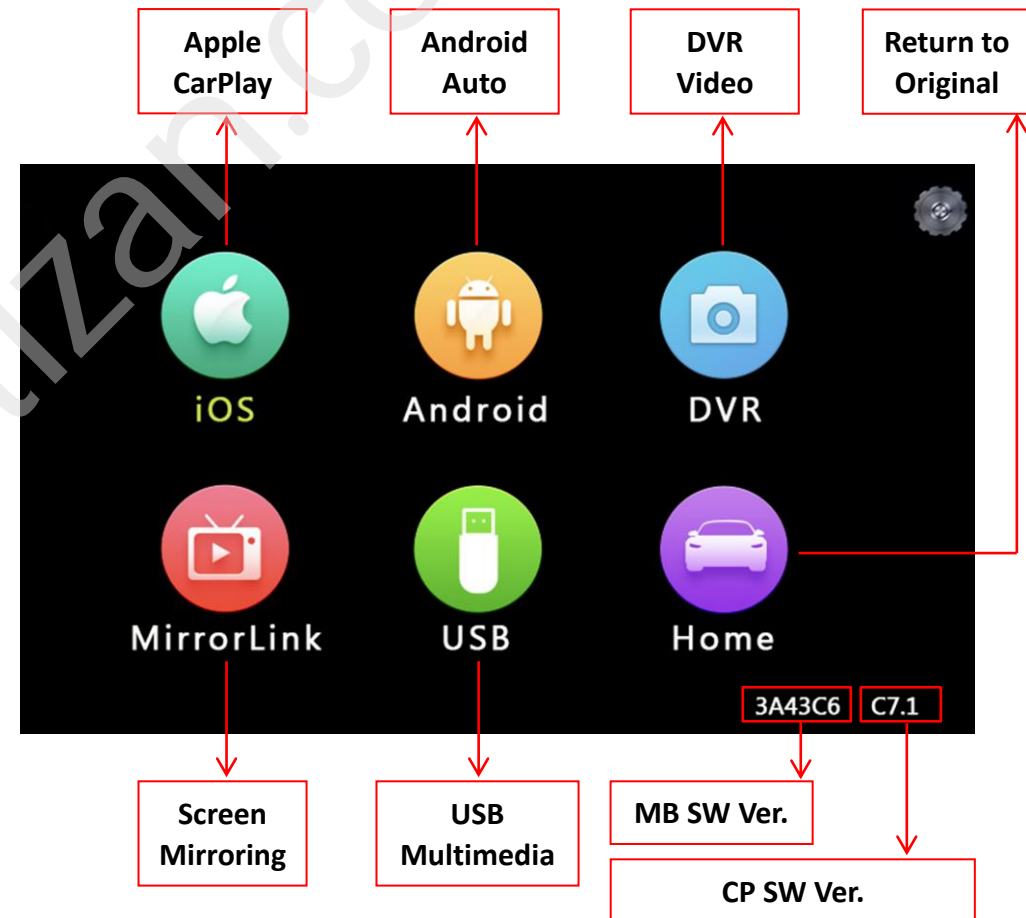 Apple
CarPlay
Android
Auto
DVR
Video
Return to
Original
iOS
Android
DVR
MirrorLink
USB
Home
3A43C6
C7.1
Screen
Mirroring
USB
Multimedia
MB SW Ver.
CP SW Ver.